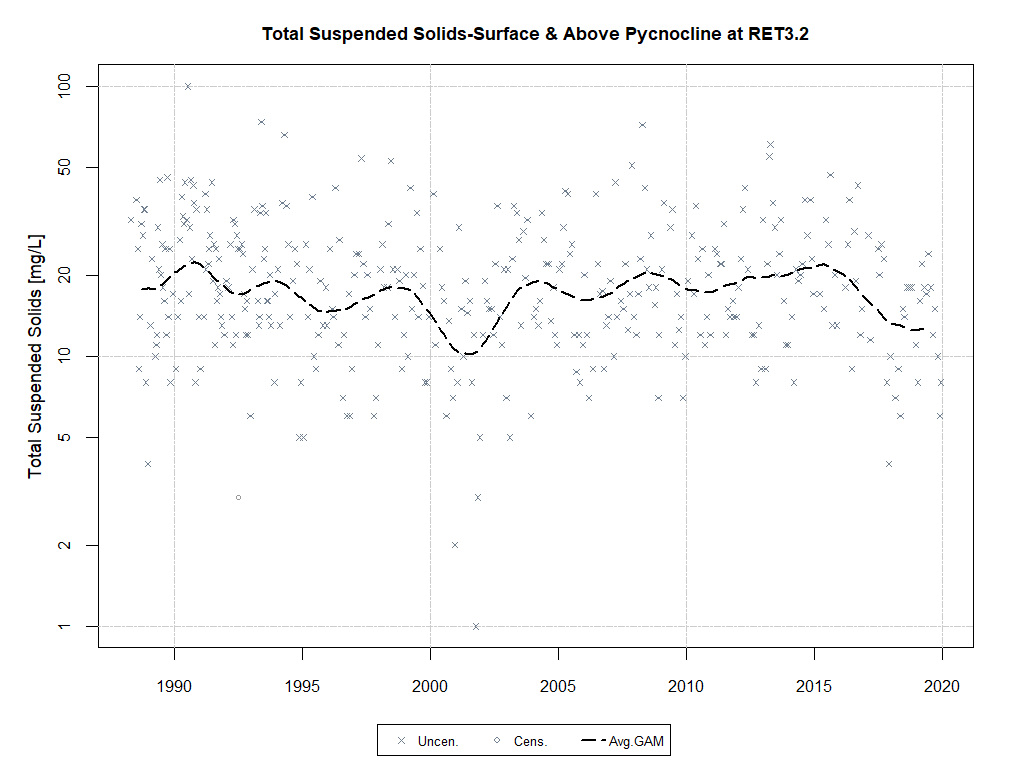 Total Suspended Solids-Surface & Above Pycnocline at RET3.2
Total Suspended Solids [mg/L]
100
50
20
10
5
2
1
1990 1995 2000 2005 2010 2015 2020
Uncen. Cens. Avg.GAM